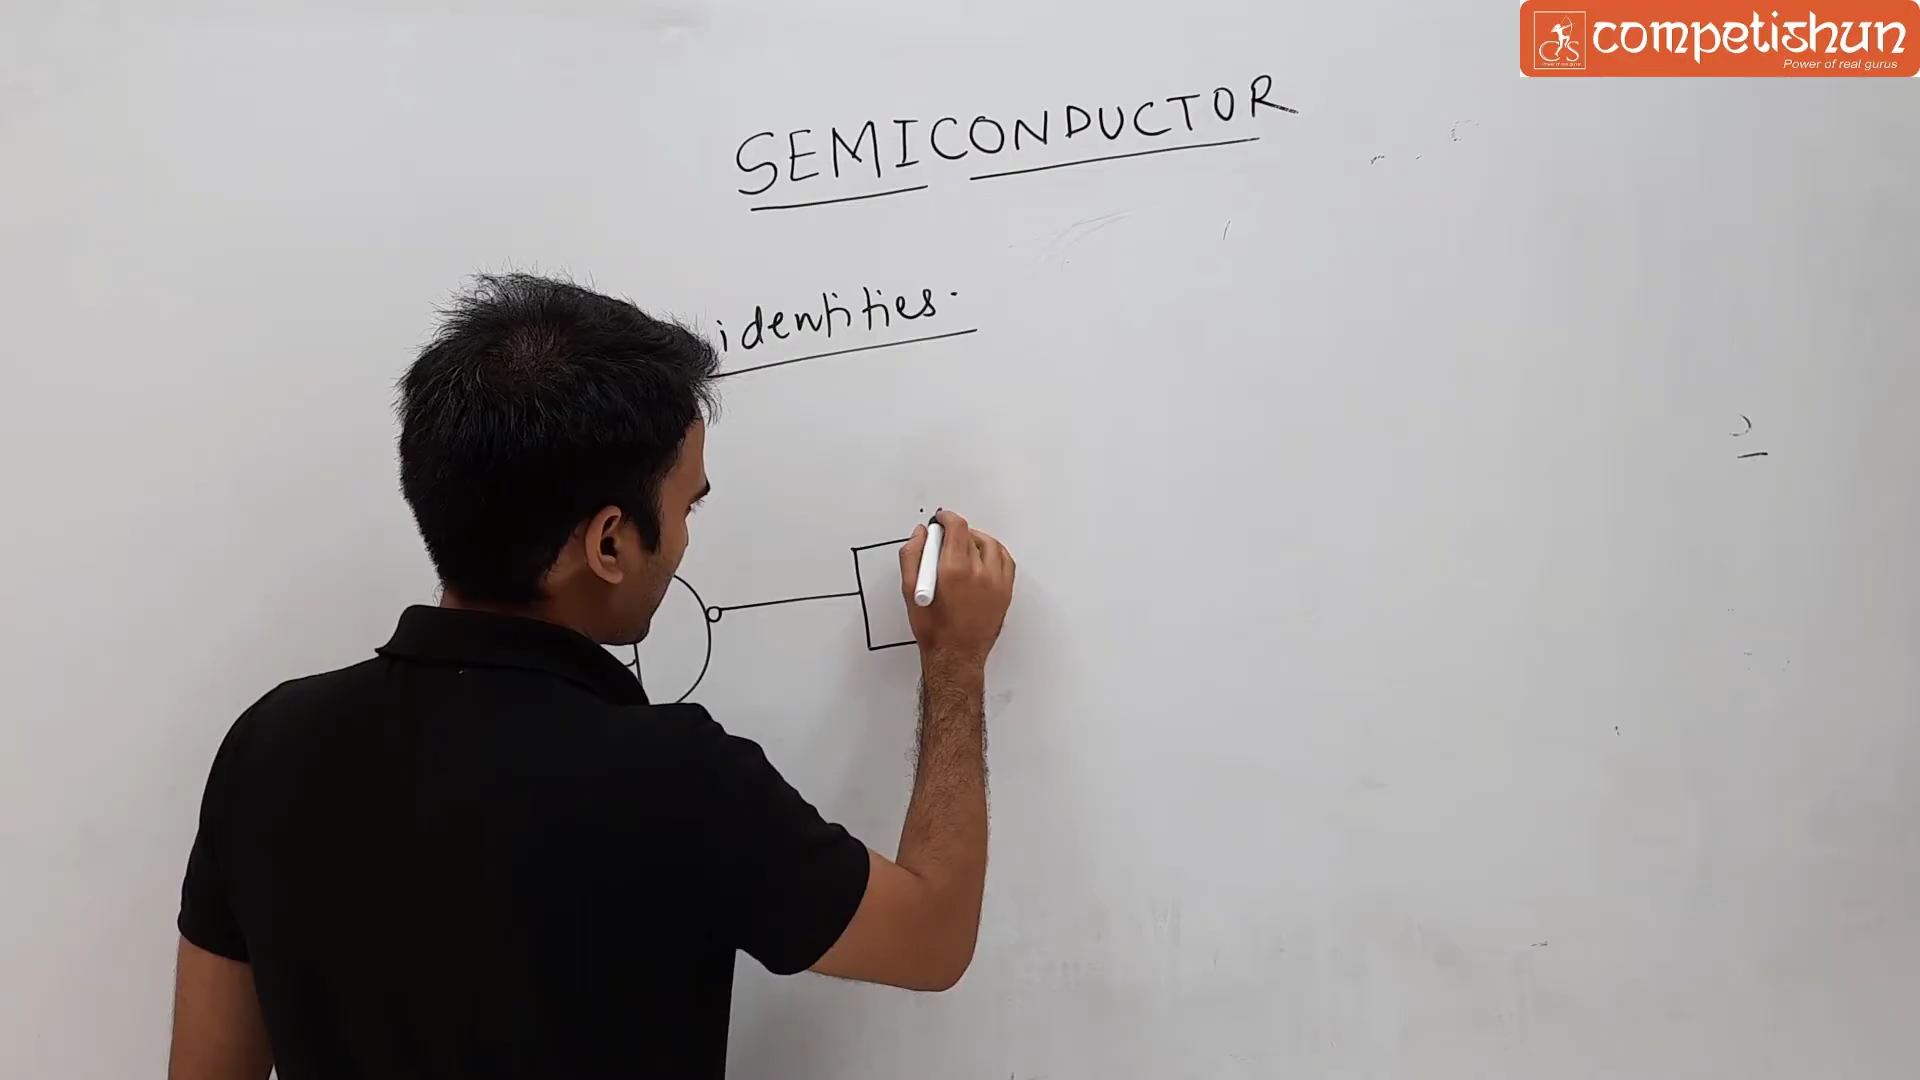 competishun
Power of real gurus
SEMICONDUCTOR
identities.